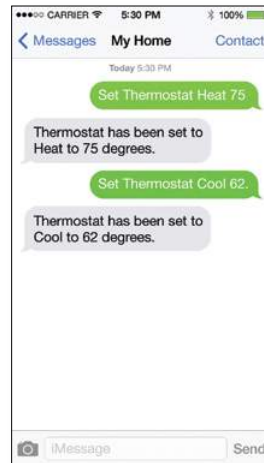 CARRIER 5:30 PM 100%
Messages My Home Contact
Today 5:30 PM
Set Thermostat Heat 75
Thermostat has been set to
Heat to 75 degrees.
Set Thermostat Cool 62.
Thermostat has been set to
Cool to 62 degrees.
iMessage Send